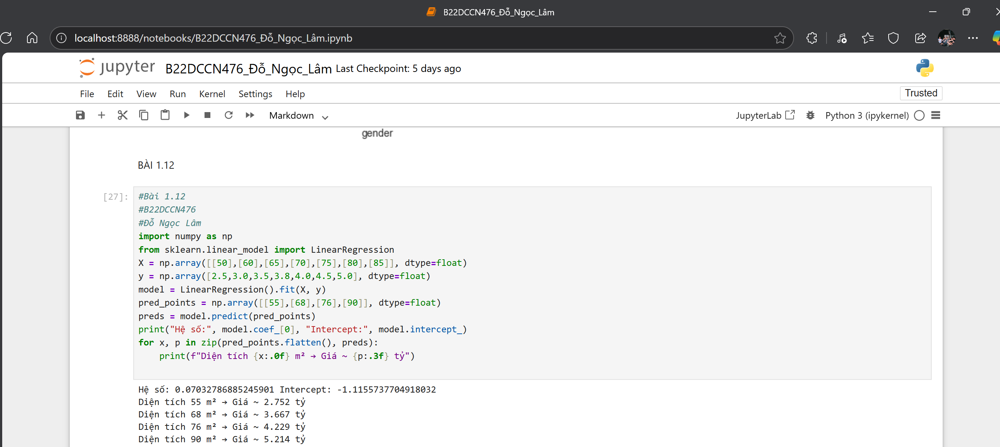 B22DCCN476_Đỗ_Ngọc_Lâm
localhost:8888/notebooks/B22DCCN476_Đỗ_Ngọc_Lâm.ipynb
jupyter B22DCCN476_Đỗ_Ngọc_Lâm Last Checkpoint: 5 days ago
File Edit View Run Kernel Settings Help Trusted
Markdown JupyterLab Python 3 (ipykernel)
gender
BÀI 1.12
[27]: #Bài 1.12
#B22DCCN476
#Đỗ Ngọc Lâm
import numpy as np
from sklearn.linear_model import LinearRegression
X = np.array([[50],[60],[65],[70],[75],[80],[85]], dtype=float)
y = np.array([2.5,3.0,3.5,3.8,4.0,4.5,5.0], dtype=float)
model = LinearRegression().fit(X, y)
pred_points = np.array([[55],[68],[76],[90]], dtype=float)
preds = model.predict(pred_points)
print("Hệ số:", model.coef_[0], "Intercept:", model.intercept_)
for x, p in zip(pred_points.flatten(), preds):
    print(f"Diện tích {x:.0f} m² → Giá ~ {p:.3f} tỷ")
Hệ số: 0.07032786885245901 Intercept: -1.1155737704918032
Diện tích 55 m² → Giá ~ 2.752 tỷ
Diện tích 68 m² → Giá ~ 3.667 tỷ
Diện tích 76 m² → Giá ~ 4.229 tỷ
Diện tích 90 m² → Giá ~ 5.214 tỷ